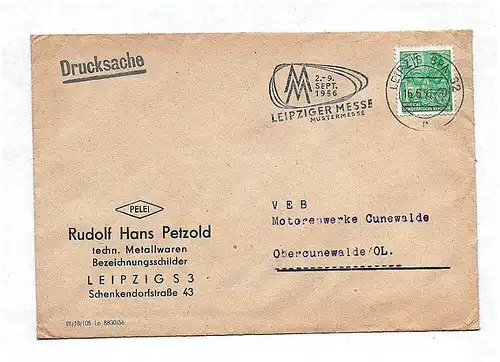 Drucksache
2.-9.
SEPT.
1956
LEIPZIGER MESSE
MUSTERMESSE
LEIPZIG
32
PELEI
Rudolf Hans Petzold
techn. Metallwaren
Bezeichnungsschilder
LEIPZIG S 3
Schenkendorfstraße 43
VEB
Motorenwerke Cunewalde
Obercunewalde/OL.